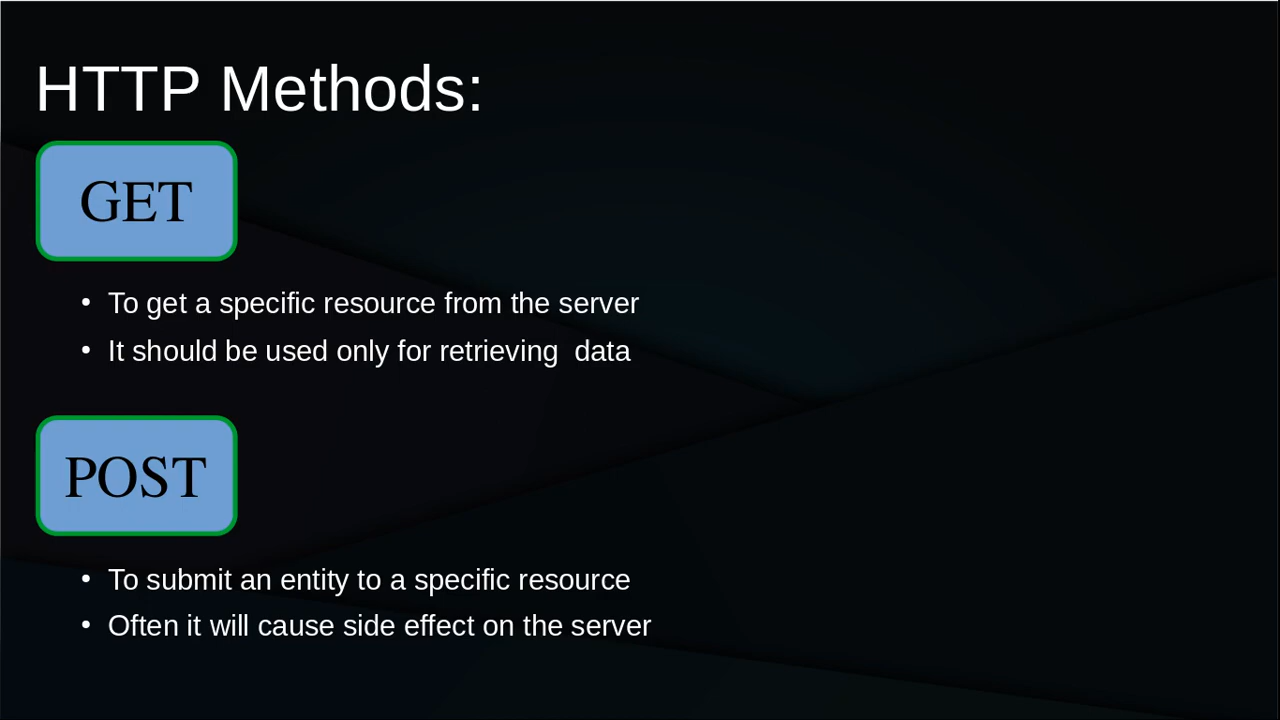 HTTP Methods:
GET
• To get a specific resource from the server
• It should be used only for retrieving  data
POST
• To submit an entity to a specific resource
• Often it will cause side effect on the server